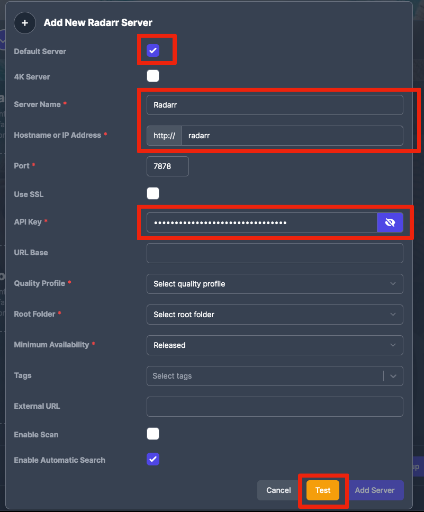 + Add New Radarr Server
Default Server
4K Server
Server Name *
Radarr
Hostname or IP Address *
http:// radarr
Port *
7878
Use SSL
API Key *
••••••••••••••••••••••••••••••••
URL Base
Quality Profile *
Select quality profile
Root Folder *
Select root folder
Minimum Availability *
Released
Tags
Select tags
External URL
Enable Scan
Enable Automatic Search
Cancel Test Add Server